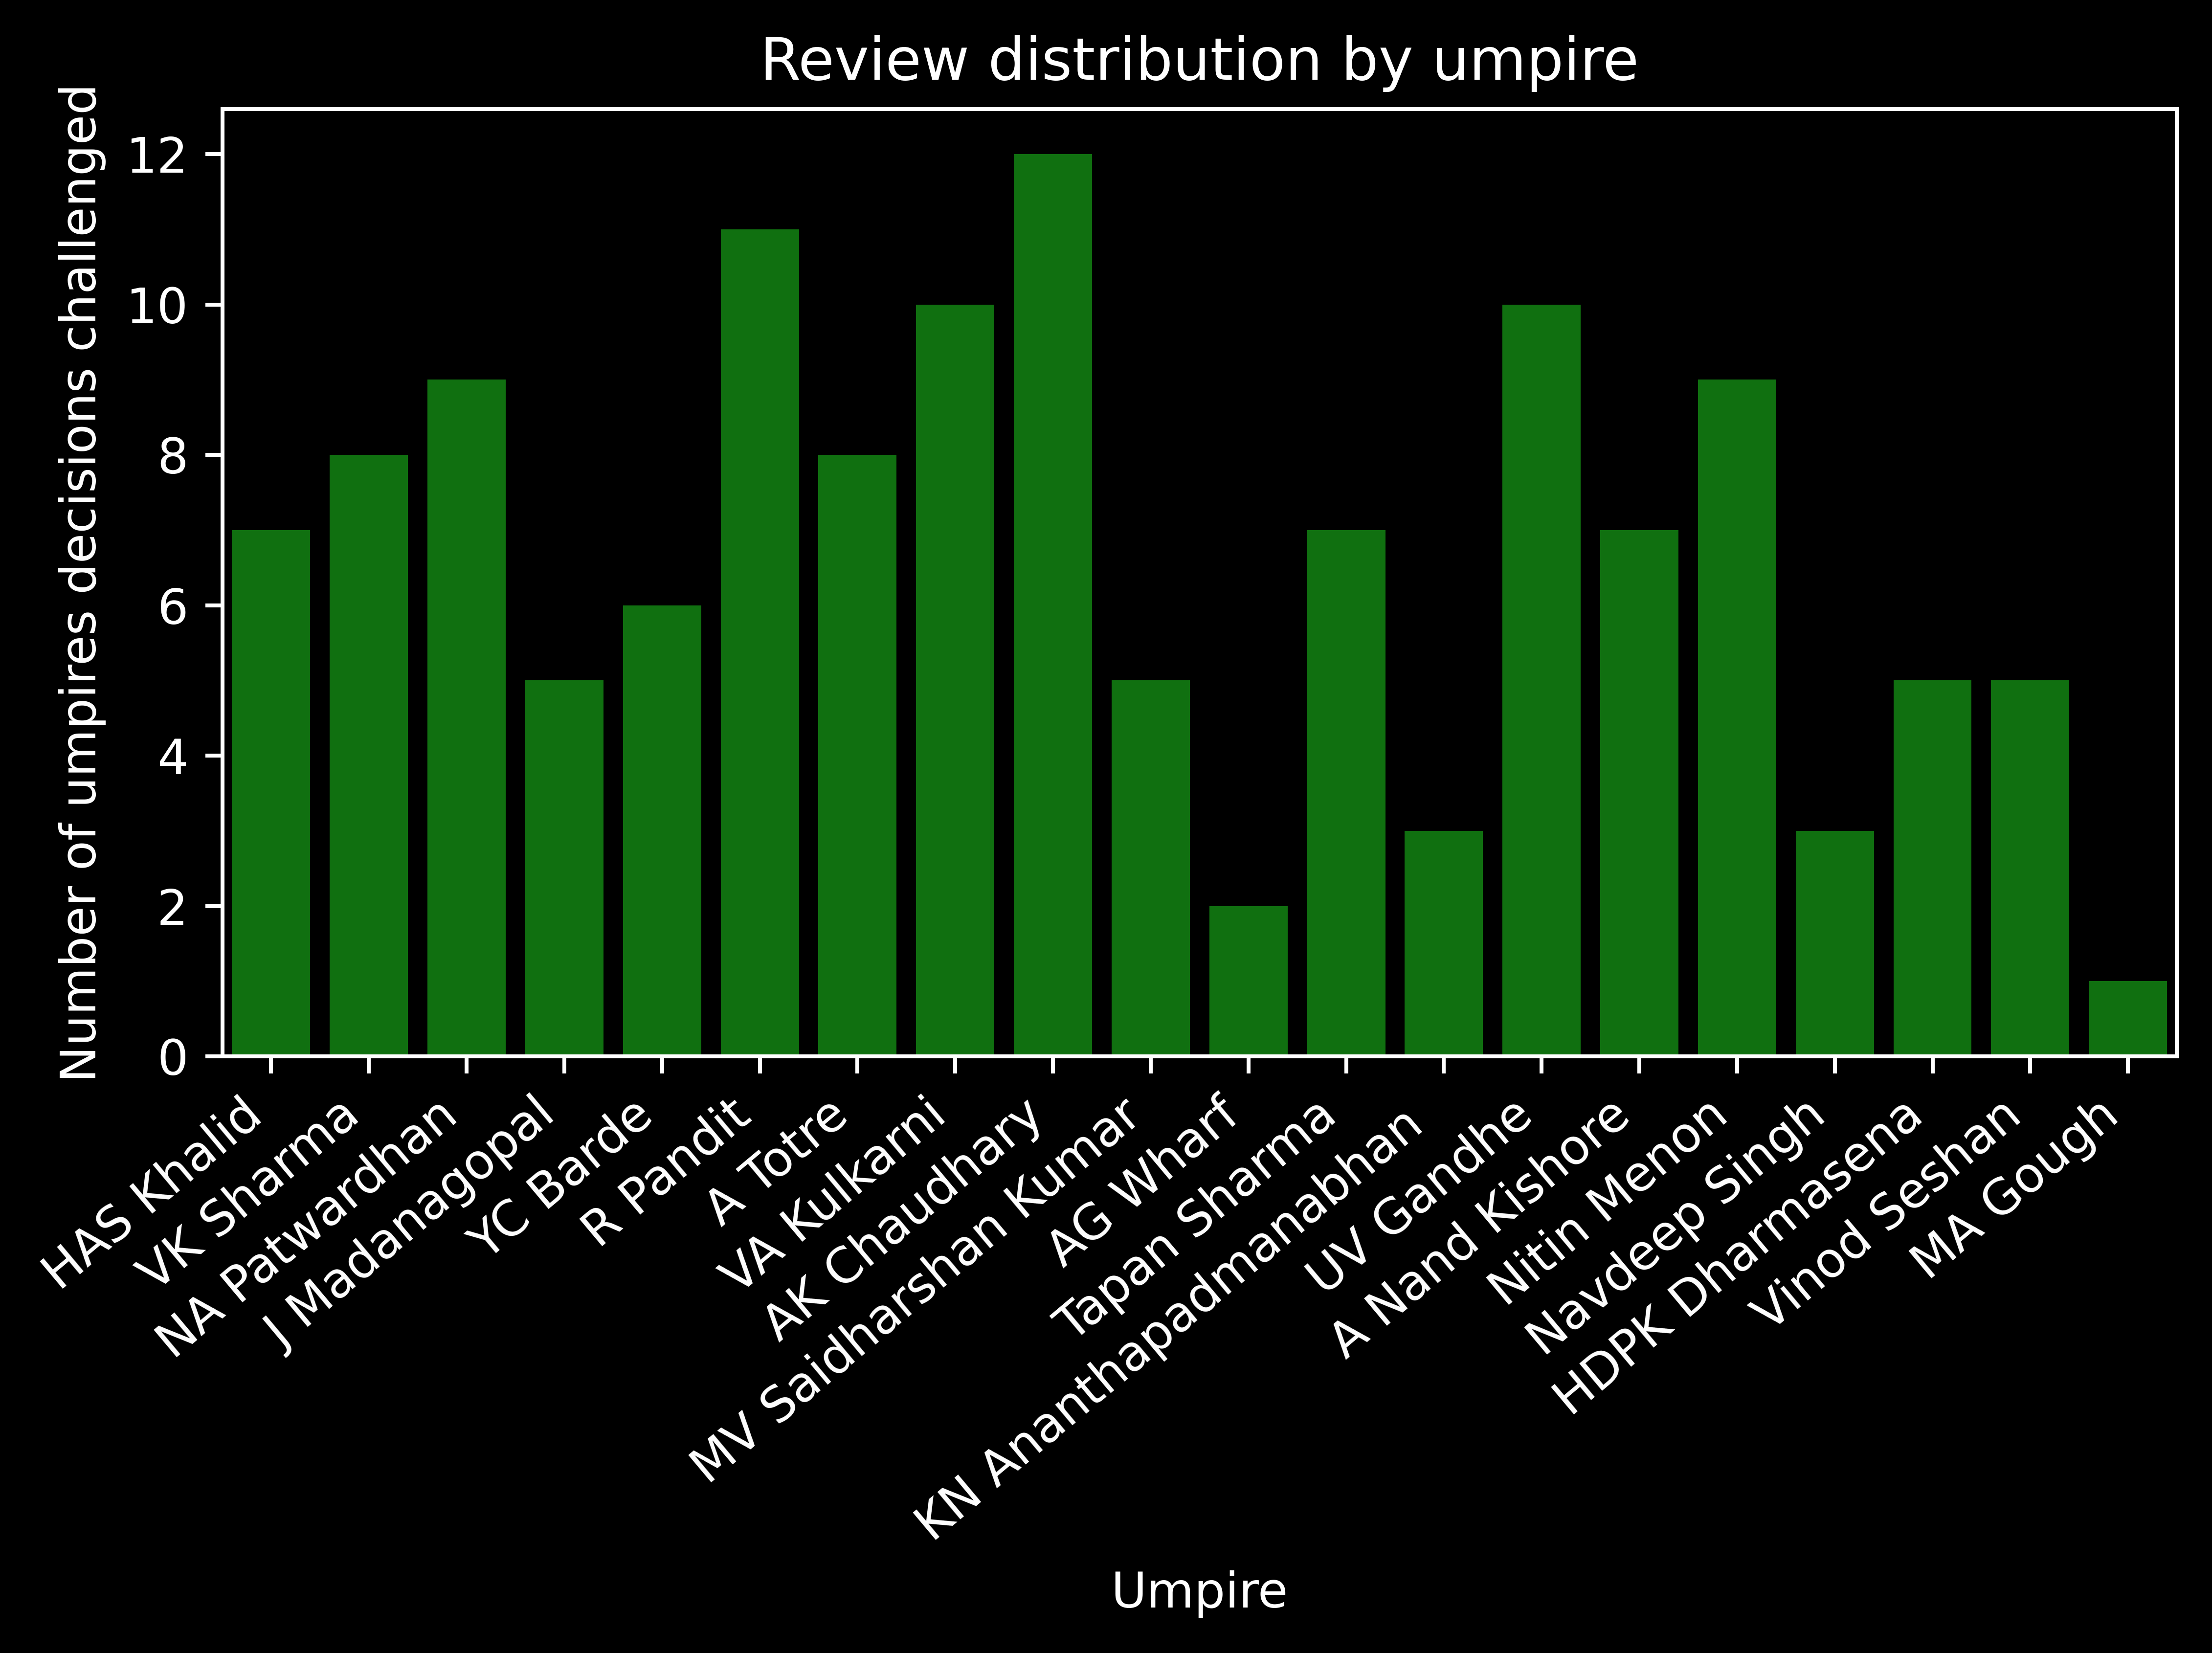 Review distribution by umpire
Number of umpires decisions challenged
12
10
8
6
4
2
0
HAS Khalid
VK Sharma
NA Patwardhan
J Madanagopal
YC Barde
R Pandit
A Totre
VA Kulkarni
AK Chaudhary
MV Saidharshan Kumar
AG Wharf
Tapan Sharma
KN Ananthapadmanabhan
UV Gandhe
A Nand Kishore
Nitin Menon
Navdeep Singh
HDPK Dharmasena
Vinod Seshan
MA Gough
Umpire